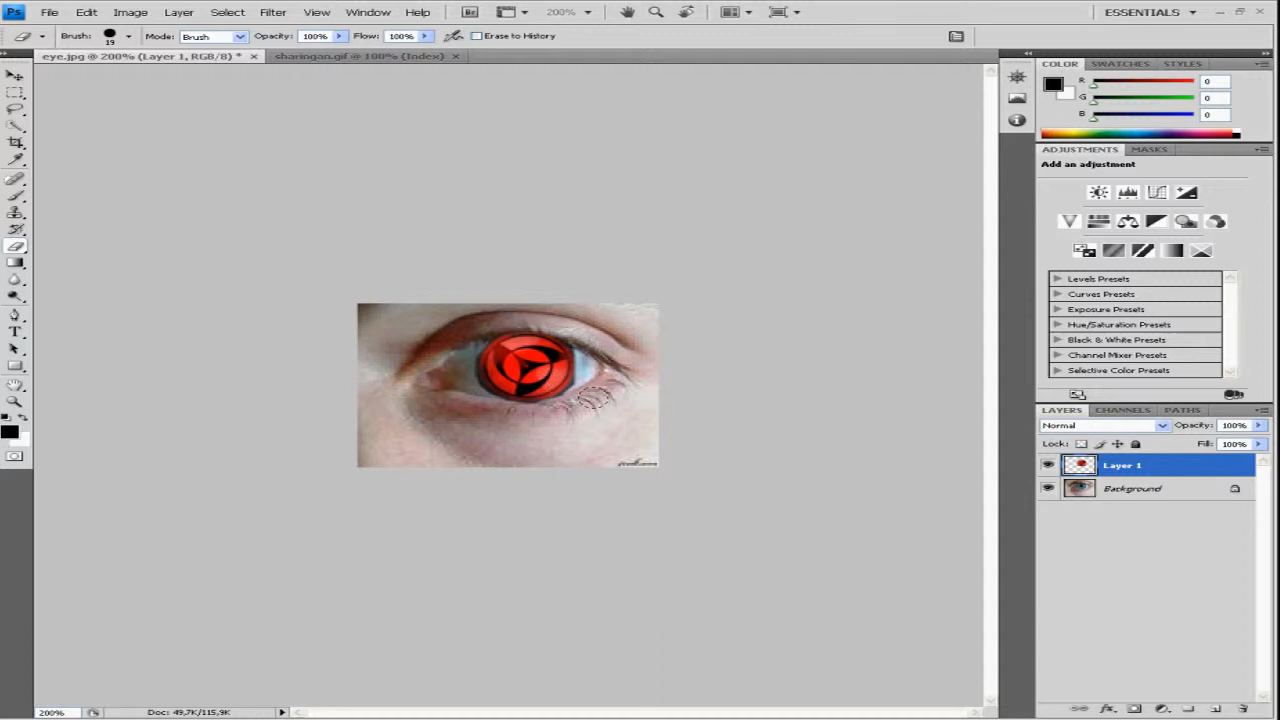 Ps File Edit Image Layer Select Filter View Window Help Br 200% ESSENTIALS
Brush: 19 Mode: Brush Opacity: 100% Flow: 100% Erase to History
eye.jpg @ 200% (Layer 1, RGB/8) * sharingan.gif @ 100% (Index)
COLOR SWATCHES STYLES
R 0
G 0
B 0
ADJUSTMENTS MASKS
Add an adjustment
Levels Presets
Curves Presets
Exposure Presets
Hue/Saturation Presets
Black & White Presets
Channel Mixer Presets
Selective Color Presets
LAYERS CHANNELS PATHS
Normal Opacity: 100%
Lock: Fill: 100%
Layer 1
Background
200% Doc: 49,7K/115,9K